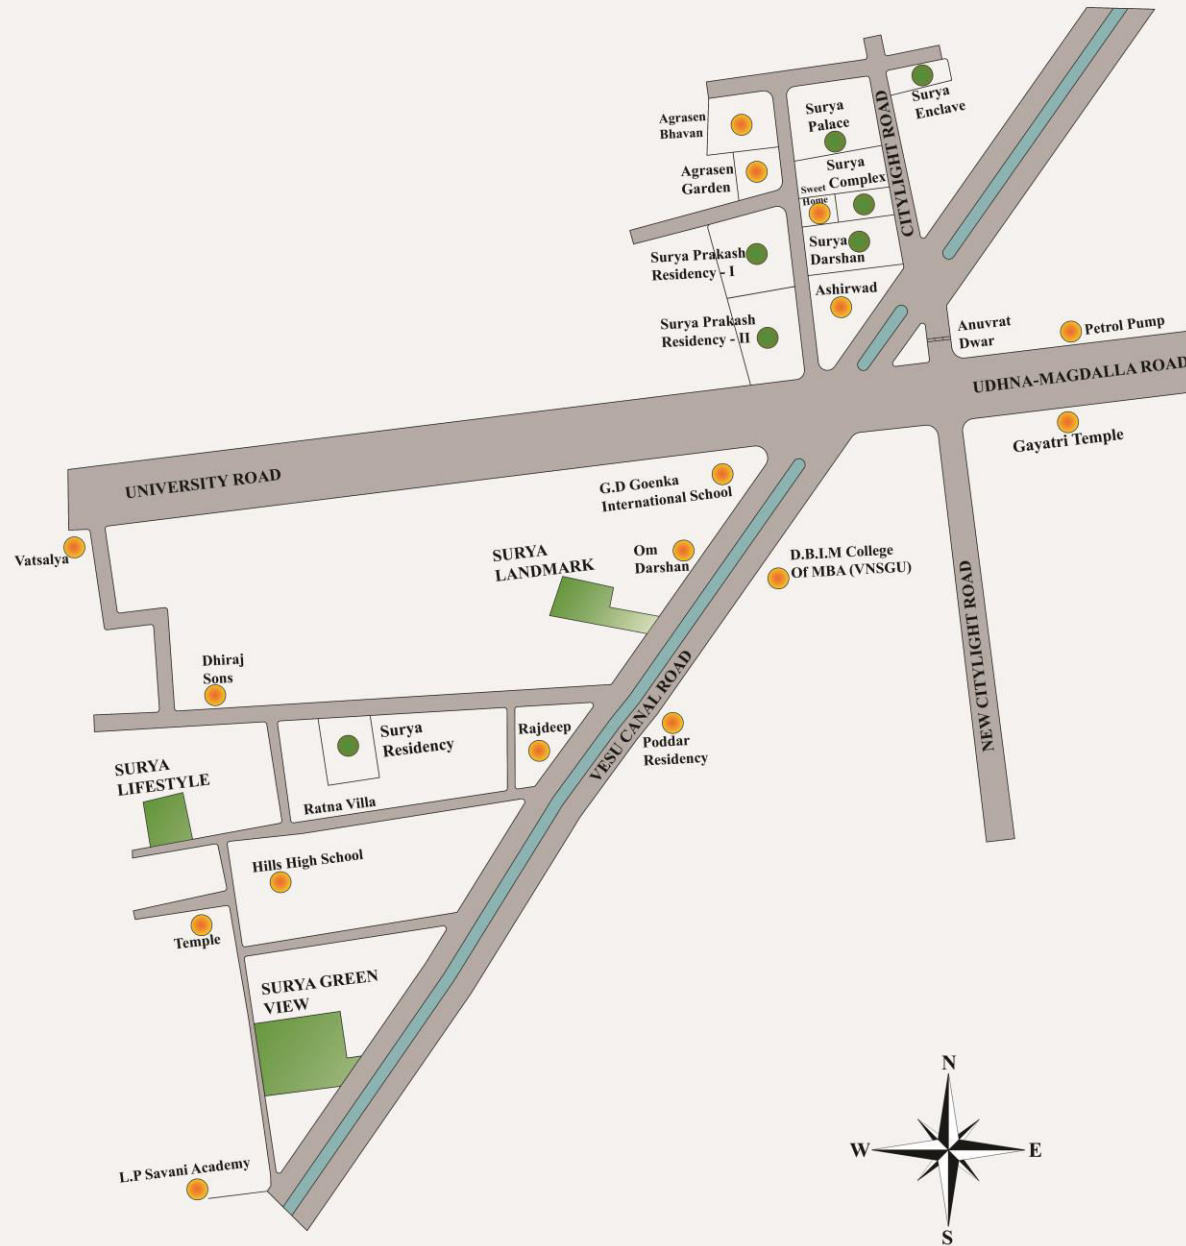 Surya
Enclave
Surya
Palace
Agrasen
Bhavan
CITYLIGHT ROAD
Agrasen
Garden
Surya
Complex
Sweet
Home
Surya
Darshan
Surya Prakash
Residency - I
Ashirwad
Surya Prakash
Residency - II
Anuvrat
Dwar
Petrol Pump
UDHNA-MAGDALLA ROAD
Gayatri Temple
UNIVERSITY ROAD
G.D Goenka
International School
Vatsalya
SURYA
LANDMARK
Om
Darshan
D.B.I.M College
Of MBA (VNSGU)
NEW CITYLIGHT ROAD
Dhiraj
Sons
VESU CANAL ROAD
Surya
Residency
Rajdeep
Poddar
Residency
SURYA
LIFESTYLE
Ratna Villa
Hills High School
Temple
SURYA GREEN
VIEW
L.P Savani Academy
N
W
E
S